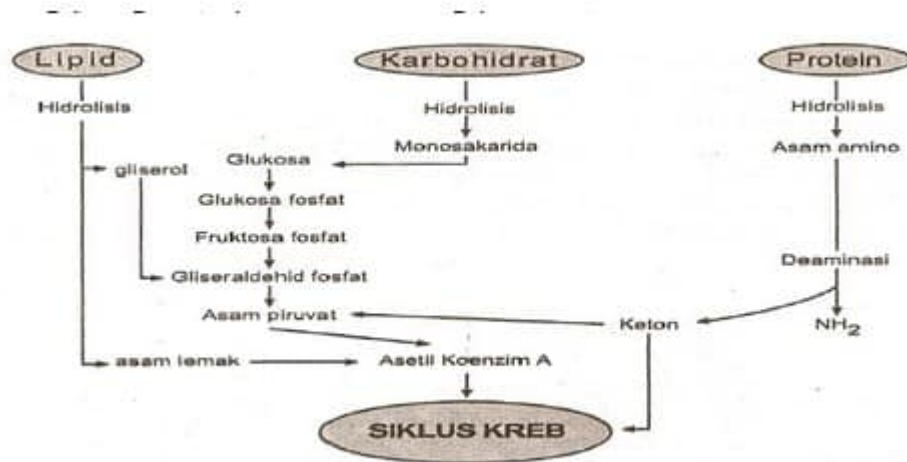 Lipid
Karbohidrat
Protein
Hidrolisis
Hidrolisis
Hidrolisis
Monosakarida
Asam amino
Glukosa
gliserol
Glukosa fosfat
Fruktosa fosfat
Deaminasi
Gliseraldehid fosfat
Asam piruvat
Keton
NH2
asam lemak
Asetil Koenzim A
SIKLUS KREB